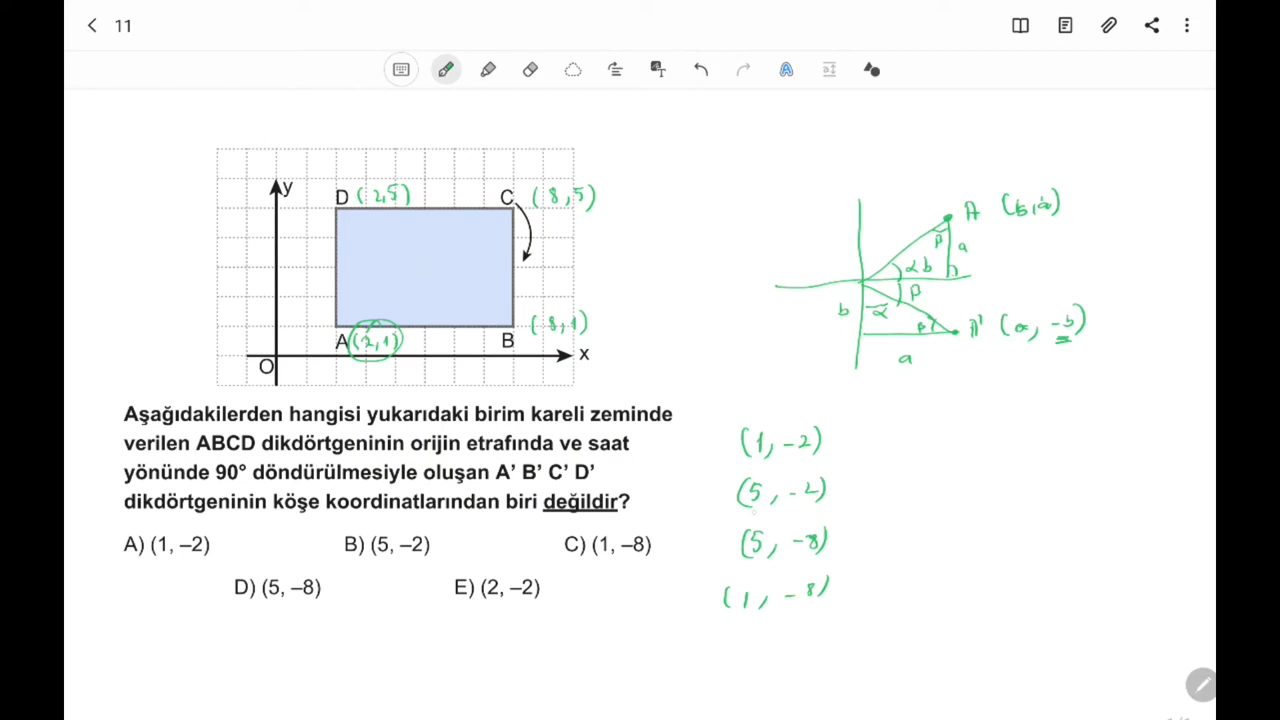 11
y
D (2,5)
C (8,5)
A (2,1)
B (8,1)
x
O
A (b,a)
β
a
α b
β
b
α
β
A' (a, -b)
a
Aşağıdakilerden hangisi yukarıdaki birim kareli zeminde
verilen ABCD dikdörtgeninin orijin etrafında ve saat
yönünde 90° döndürülmesiyle oluşan A’ B’ C’ D’
dikdörtgeninin köşe koordinatlarından biri değildir?
A) (1, –2) B) (5, –2) C) (1, –8)
D) (5, –8) E) (2, –2)
(1, -2)
(5, -2)
(5, -8)
(1, -8)